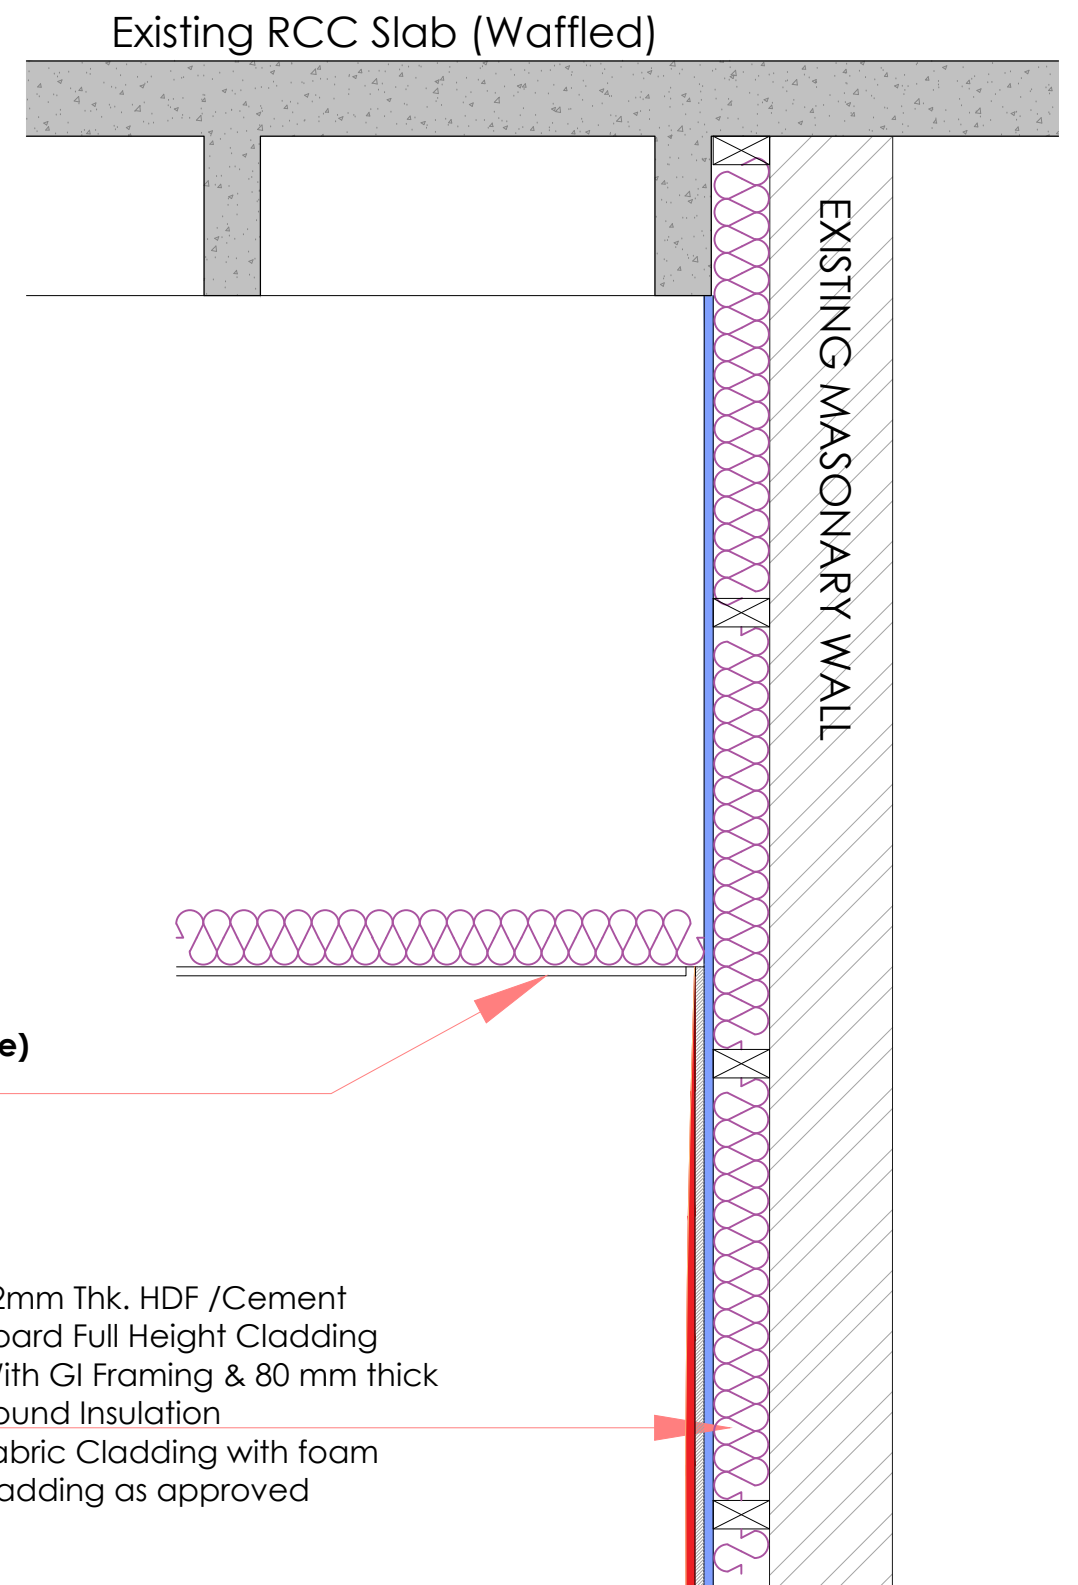 Existing RCC Slab (Waffled)
EXISTING MASONARY WALL
e)
2mm Thk. HDF /Cement
oard Full Height Cladding
With GI Framing & 80 mm thick
ound Insulation
abric Cladding with foam
adding as approved